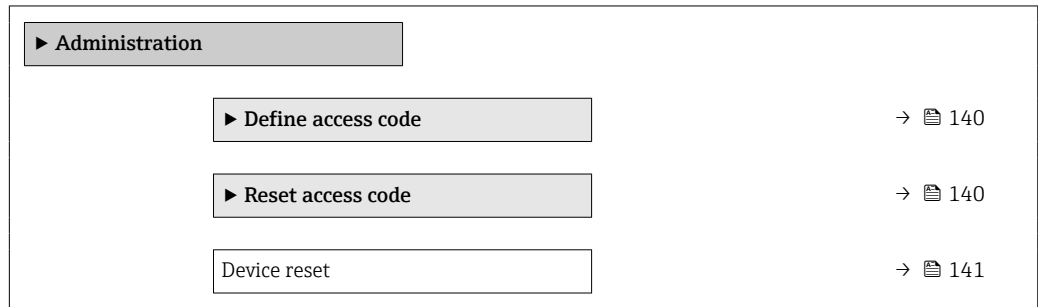 ▶ Administration
▶ Define access code → 140
▶ Reset access code → 140
Device reset → 141